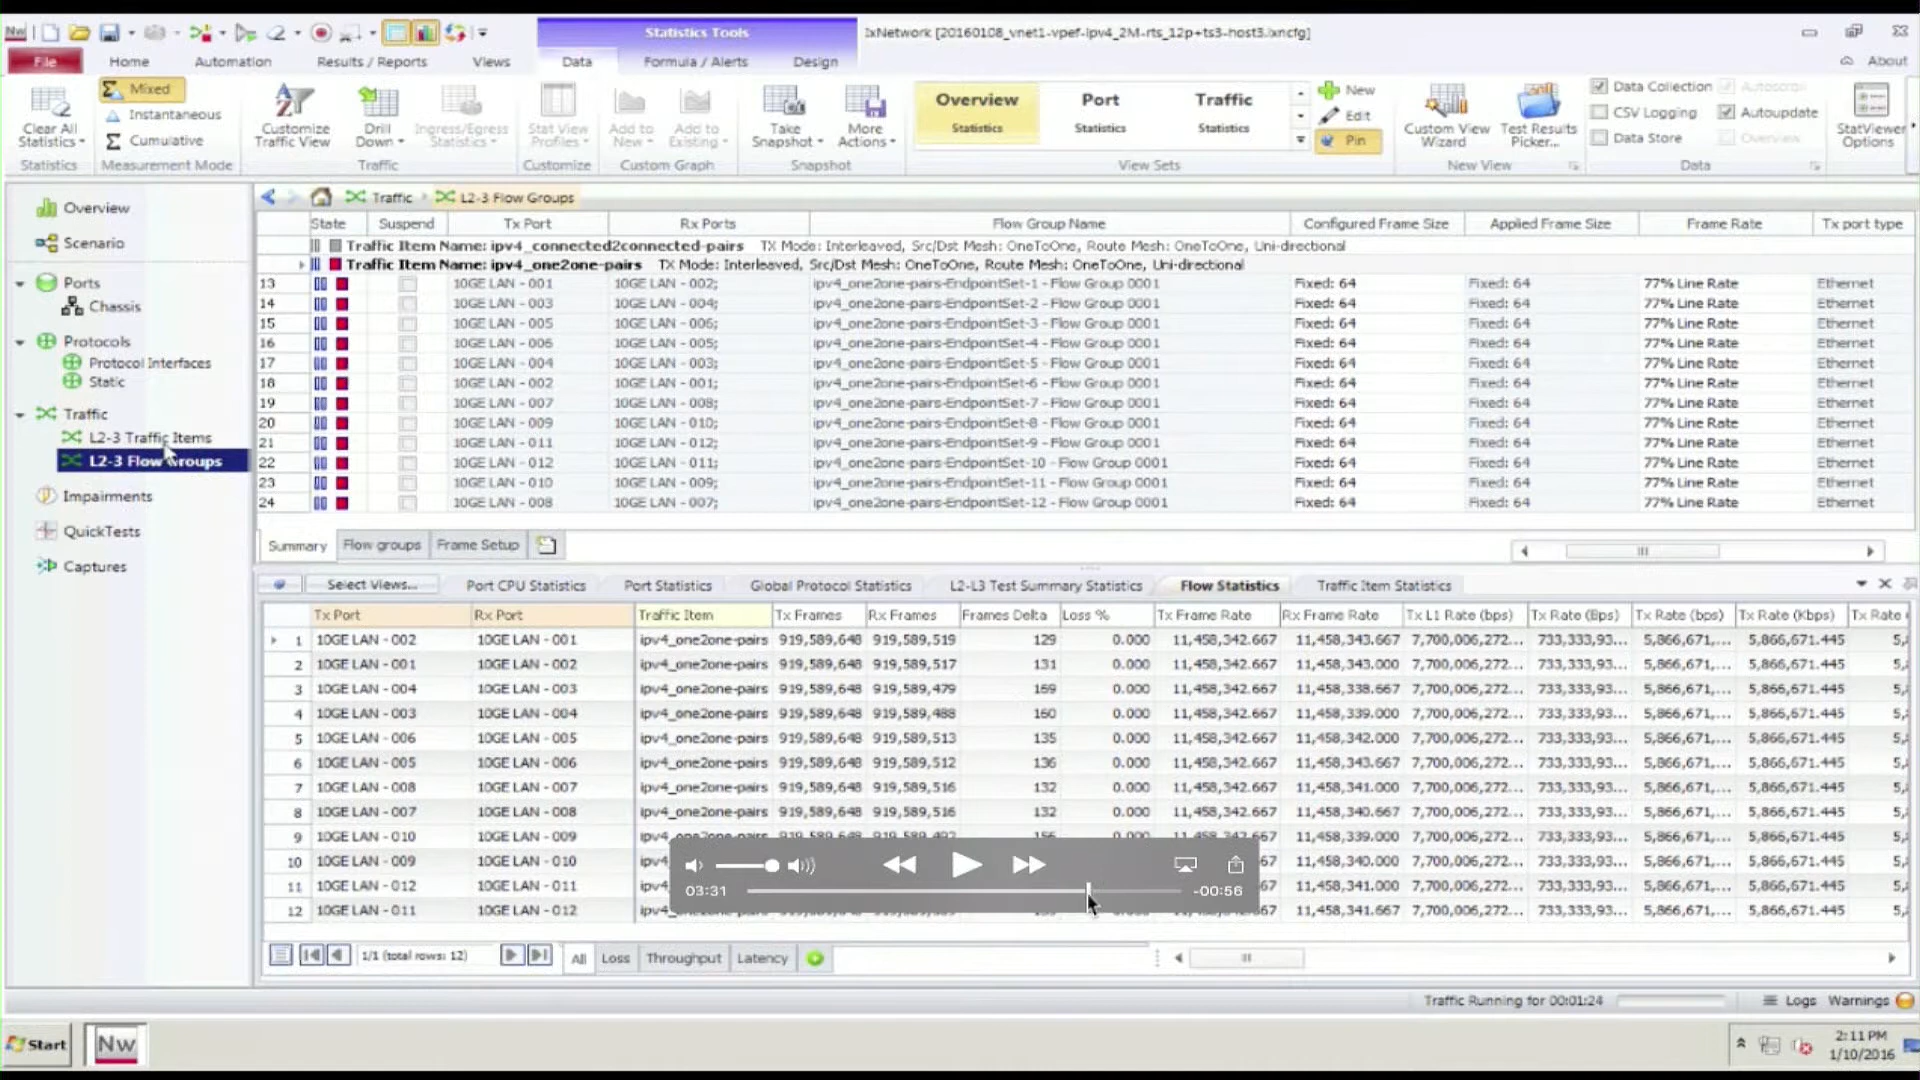 Nw
Statistics Tools
IxNetwork [20160108_vnet1-vpef-ipv4_2M-rts_12p+ts3-host3.ixncfg]
File Home Automation Results / Reports Views Data Formula / Alerts Design About
Mixed
Instantaneous
Cumulative
Clear All Statistics
Customize Traffic View
Drill Down
Ingress/Egress Statistics
Stat View Profiles
Add to New
Add to Existing
Take Snapshot
More Actions
Overview Statistics
Port Statistics
Traffic Statistics
New
Edit
Pin
Custom View Wizard
Test Results Picker...
Data Collection
CSV Logging
Data Store
Autoscroll
Autoupdate
Overview
StatViewer Options
Statistics Measurement Mode Traffic Customize Custom Graph Snapshot View Sets New View Data
Overview
Scenario
Ports
Chassis
Protocols
Protocol Interfaces
Static
Traffic
L2-3 Traffic Items
L2-3 Flow Groups
Impairments
QuickTests
Captures
Traffic L2-3 Flow Groups
State Suspend Tx Port Rx Ports Flow Group Name Configured Frame Size Applied Frame Size Frame Rate Tx port type
Traffic Item Name: ipv4_connected2connected-pairs TX Mode: Interleaved, Src/Dst Mesh: OneToOne, Route Mesh: OneToOne, Uni-directional
Traffic Item Name: ipv4_one2one-pairs TX Mode: Interleaved, Src/Dst Mesh: OneToOne, Route Mesh: OneToOne, Uni-directional
13 10GE LAN - 001 10GE LAN - 002; ipv4_one2one-pairs-EndpointSet-1 - Flow Group 0001 Fixed: 64 Fixed: 64 77% Line Rate Ethernet
14 10GE LAN - 003 10GE LAN - 004; ipv4_one2one-pairs-EndpointSet-2 - Flow Group 0001 Fixed: 64 Fixed: 64 77% Line Rate Ethernet
15 10GE LAN - 005 10GE LAN - 006; ipv4_one2one-pairs-EndpointSet-3 - Flow Group 0001 Fixed: 64 Fixed: 64 77% Line Rate Ethernet
16 10GE LAN - 006 10GE LAN - 005; ipv4_one2one-pairs-EndpointSet-4 - Flow Group 0001 Fixed: 64 Fixed: 64 77% Line Rate Ethernet
17 10GE LAN - 004 10GE LAN - 003; ipv4_one2one-pairs-EndpointSet-5 - Flow Group 0001 Fixed: 64 Fixed: 64 77% Line Rate Ethernet
18 10GE LAN - 002 10GE LAN - 001; ipv4_one2one-pairs-EndpointSet-6 - Flow Group 0001 Fixed: 64 Fixed: 64 77% Line Rate Ethernet
19 10GE LAN - 007 10GE LAN - 008; ipv4_one2one-pairs-EndpointSet-7 - Flow Group 0001 Fixed: 64 Fixed: 64 77% Line Rate Ethernet
20 10GE LAN - 009 10GE LAN - 010; ipv4_one2one-pairs-EndpointSet-8 - Flow Group 0001 Fixed: 64 Fixed: 64 77% Line Rate Ethernet
21 10GE LAN - 011 10GE LAN - 012; ipv4_one2one-pairs-EndpointSet-9 - Flow Group 0001 Fixed: 64 Fixed: 64 77% Line Rate Ethernet
22 10GE LAN - 012 10GE LAN - 011; ipv4_one2one-pairs-EndpointSet-10 - Flow Group 0001 Fixed: 64 Fixed: 64 77% Line Rate Ethernet
23 10GE LAN - 010 10GE LAN - 009; ipv4_one2one-pairs-EndpointSet-11 - Flow Group 0001 Fixed: 64 Fixed: 64 77% Line Rate Ethernet
24 10GE LAN - 008 10GE LAN - 007; ipv4_one2one-pairs-EndpointSet-12 - Flow Group 0001 Fixed: 64 Fixed: 64 77% Line Rate Ethernet
Summary Flow groups Frame Setup
Select Views... Port CPU Statistics Port Statistics Global Protocol Statistics L2-L3 Test Summary Statistics Flow Statistics Traffic Item Statistics
Tx Port Rx Port Traffic Item Tx Frames Rx Frames Frames Delta Loss % Tx Frame Rate Rx Frame Rate Tx L1 Rate (bps) Tx Rate (Bps) Tx Rate (bps) Tx Rate (Kbps) Tx Rate
1 10GE LAN - 002 10GE LAN - 001 ipv4_one2one-pairs 919,589,648 919,589,519 129 0.000 11,458,342.667 11,458,343.667 7,700,006,272... 733,333,93... 5,866,671,... 5,866,671.445 5,
2 10GE LAN - 001 10GE LAN - 002 ipv4_one2one-pairs 919,589,648 919,589,517 131 0.000 11,458,342.667 11,458,343.000 7,700,006,272... 733,333,93... 5,866,671,... 5,866,671.445 5,
3 10GE LAN - 004 10GE LAN - 003 ipv4_one2one-pairs 919,589,648 919,589,479 169 0.000 11,458,342.667 11,458,338.667 7,700,006,272... 733,333,93... 5,866,671,... 5,866,671.445 5,
4 10GE LAN - 003 10GE LAN - 004 ipv4_one2one-pairs 919,589,648 919,589,488 160 0.000 11,458,342.667 11,458,339.000 7,700,006,272... 733,333,93... 5,866,671,... 5,866,671.445 5,
5 10GE LAN - 006 10GE LAN - 005 ipv4_one2one-pairs 919,589,648 919,589,513 135 0.000 11,458,342.667 11,458,342.000 7,700,006,272... 733,333,93... 5,866,671,... 5,866,671.445 5,
6 10GE LAN - 005 10GE LAN - 006 ipv4_one2one-pairs 919,589,648 919,589,512 136 0.000 11,458,342.667 11,458,342.000 7,700,006,272... 733,333,93... 5,866,671,... 5,866,671.445 5,
7 10GE LAN - 008 10GE LAN - 007 ipv4_one2one-pairs 919,589,648 919,589,516 132 0.000 11,458,342.667 11,458,341.000 7,700,006,272... 733,333,93... 5,866,671,... 5,866,671.445 5,
8 10GE LAN - 007 10GE LAN - 008 ipv4_one2one-pairs 919,589,648 919,589,516 132 0.000 11,458,342.667 11,458,340.667 7,700,006,272... 733,333,93... 5,866,671,... 5,866,671.445 5,
9 10GE LAN - 010 10GE LAN - 009 11,458,339.000 7,700,006,272... 733,333,93... 5,866,671,... 5,866,671.445 5,
10 10GE LAN - 009 10GE LAN - 010 ipv4 67 11,458,340.000 7,700,006,272... 733,333,93... 5,866,671,... 5,866,671.445 5,
11 10GE LAN - 012 10GE LAN - 011 67 11,458,341.000 7,700,006,272... 733,333,93... 5,866,671,... 5,866,671.445 5,
12 10GE LAN - 011 10GE LAN - 012 67 11,458,341.667 7,700,006,272... 733,333,93... 5,866,671,... 5,866,671.445 5,
03:31 -00:56
1/1 (total rows: 12) All Loss Throughput Latency
Traffic Running for 00:01:24 Logs Warnings
Start Nw 2:11 PM
1/10/2016